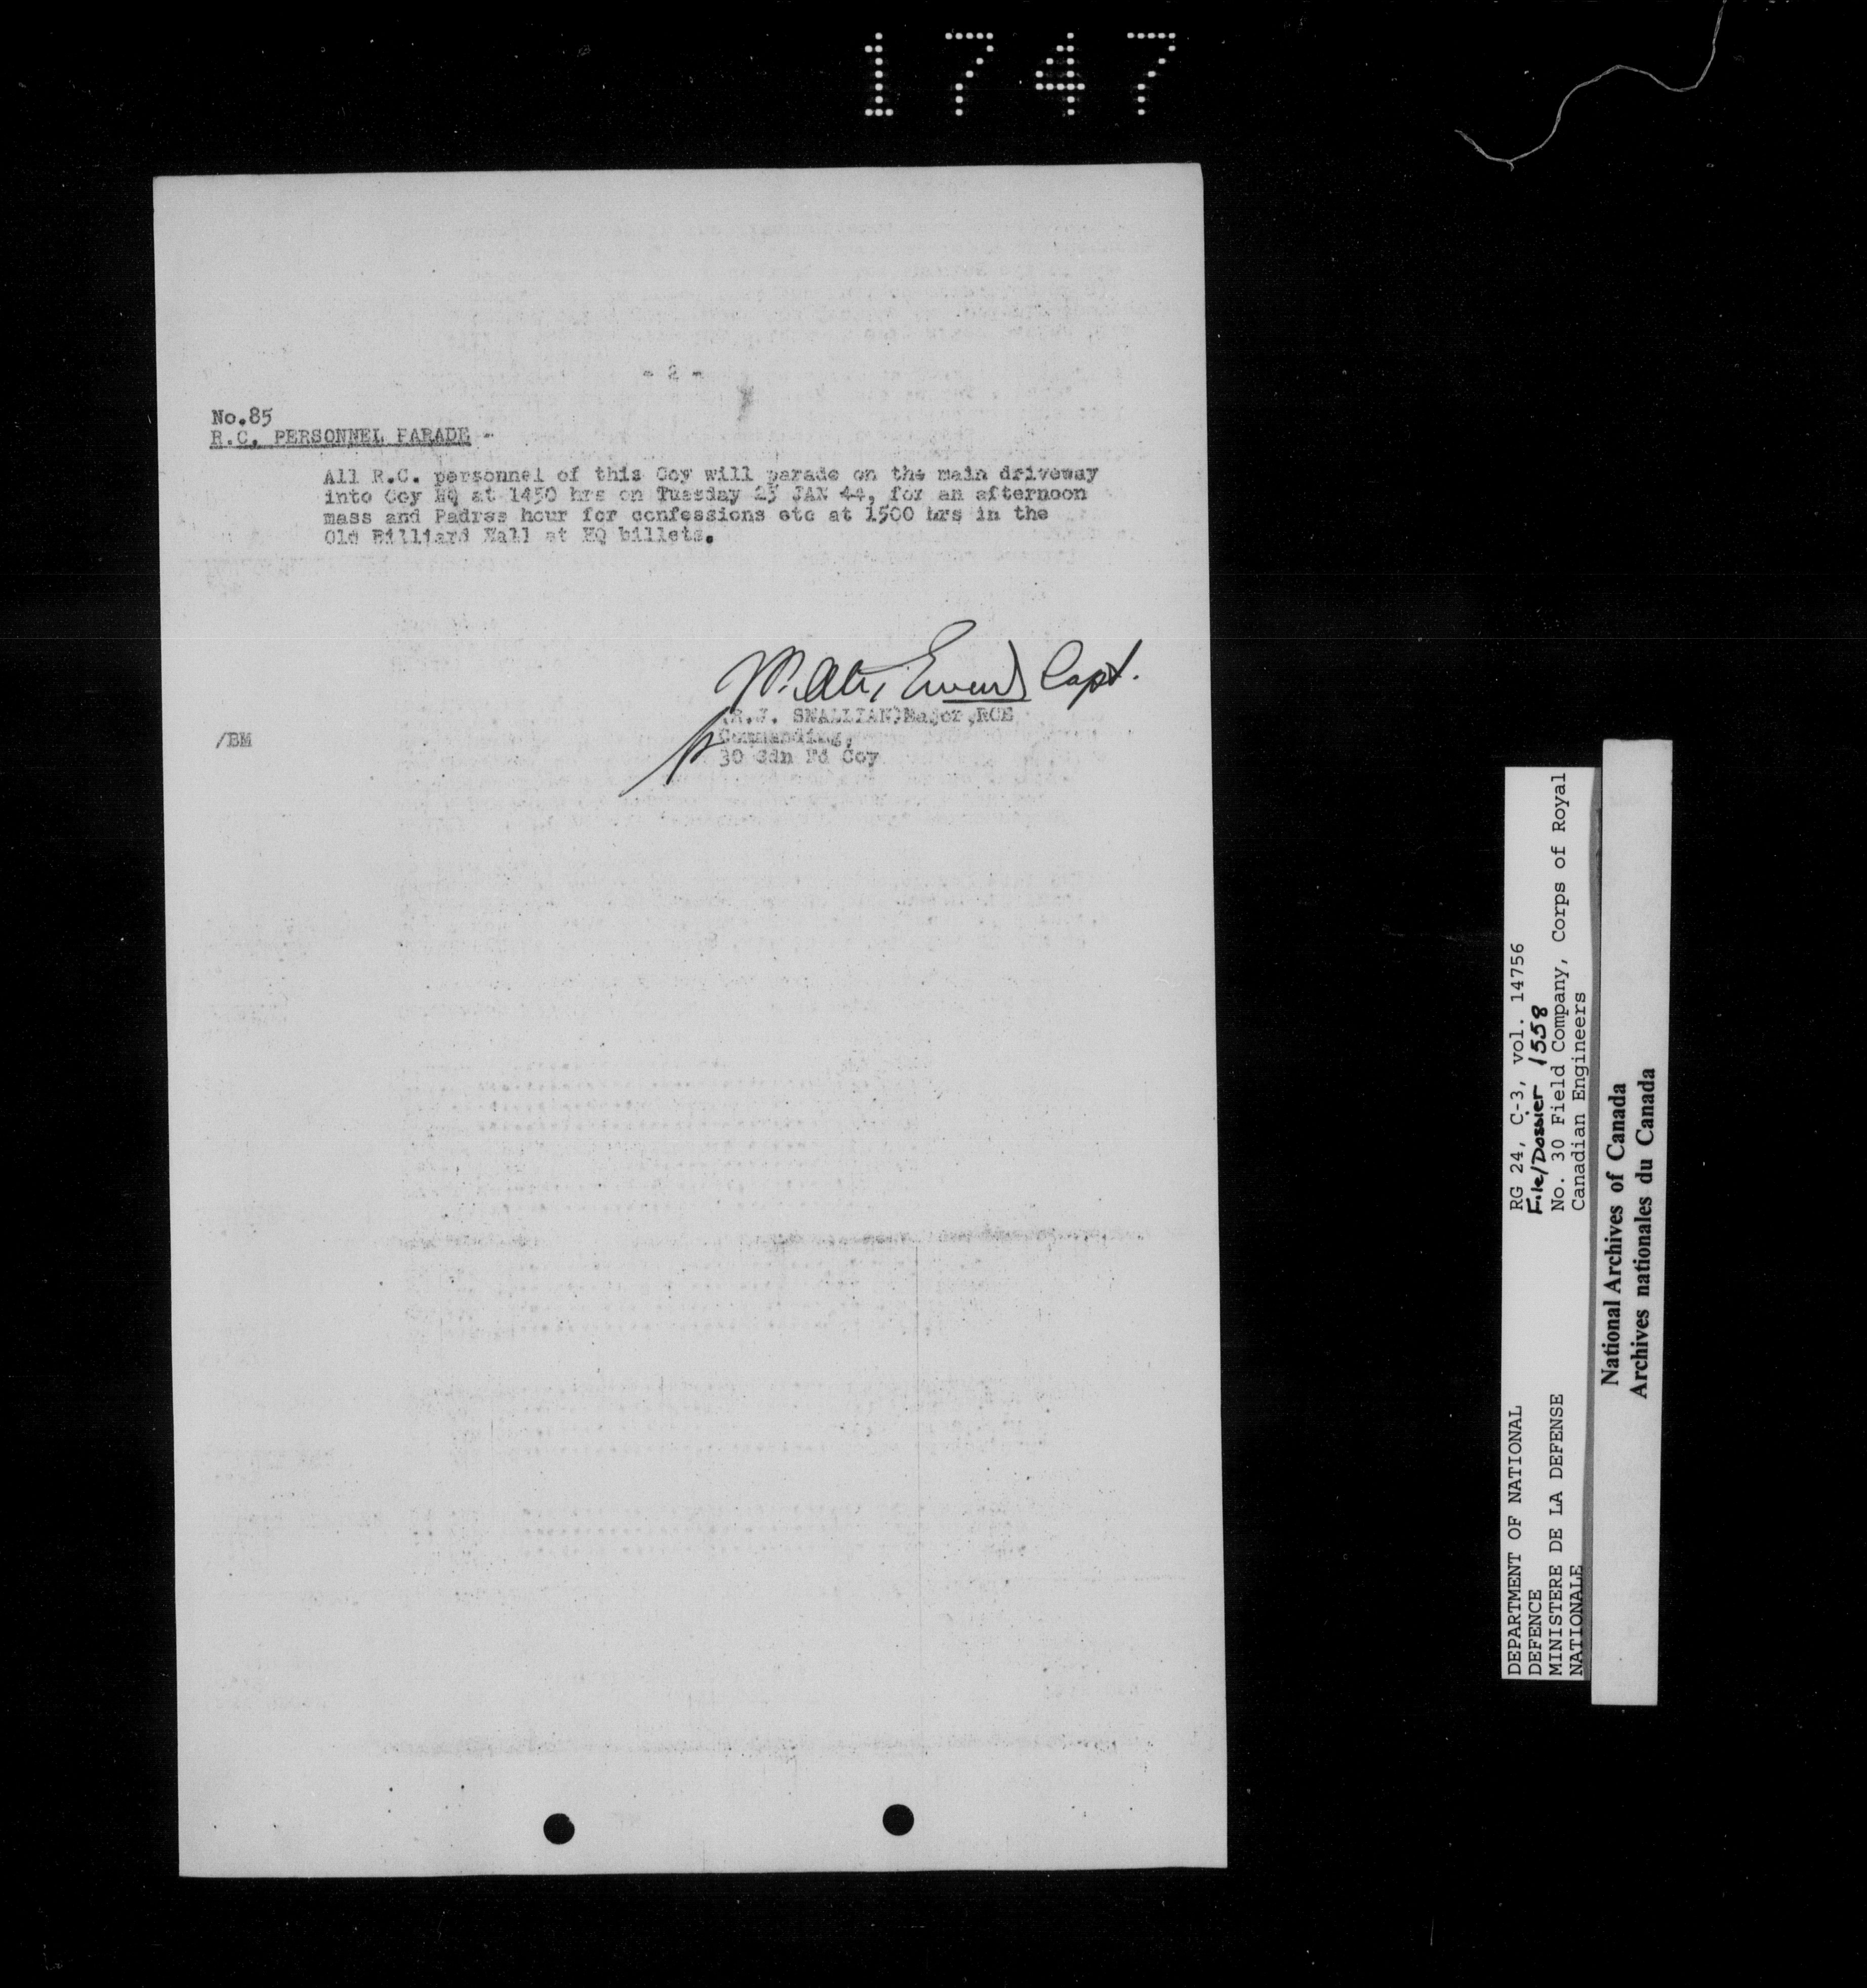 1747
- 2 -
No.85
R.C. PERSONNEL PARADE -
All R.C. personnel of this Coy will parade on the main driveway
into Coy HQ at 1450 hrs on Tuesday 25 JAN 44, for an afternoon
mass and Padres hour for confessions etc at 1500 hrs in the
Old Billiard Hall at HQ billets.
Capt.
(R.J. SMALLIAN)Major,RCE
/BM
Commanding,
30 Cdn Fd Coy
RG 24, C-3, vol. 14756
File/Dossier 1558
No. 30 Field Company, Corps of Royal
Canadian Engineers
DEPARTMENT OF NATIONAL
DEFENCE
MINISTERE DE LA DEFENSE
NATIONALE
National Archives of Canada
Archives nationales du Canada